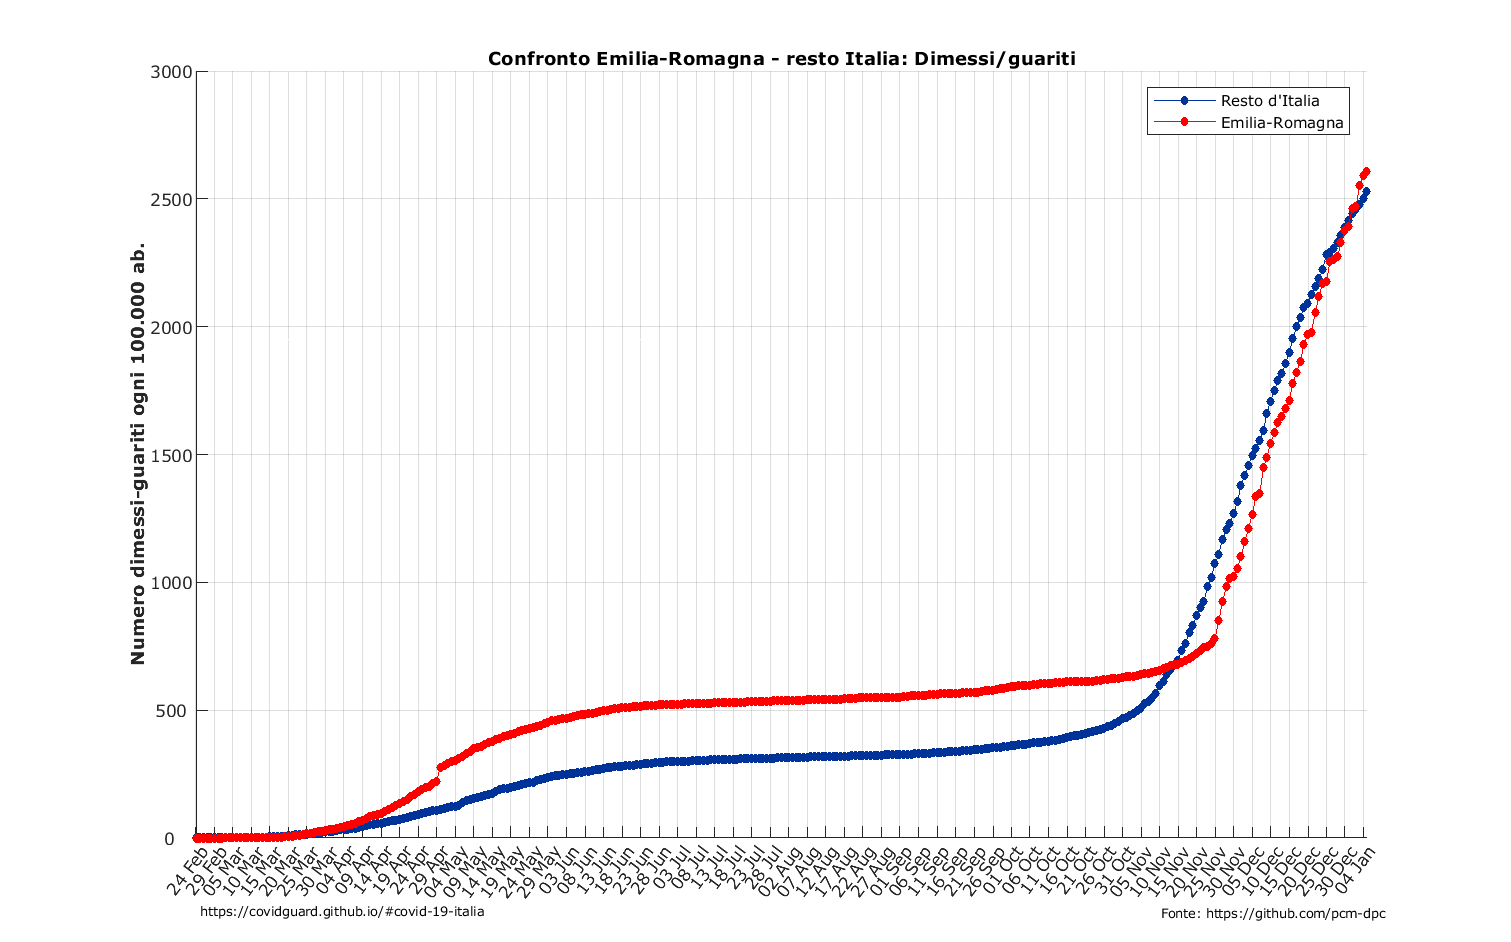 Confronto Emilia-Romagna - resto Italia: Dimessi/guariti
Resto d'Italia
Emilia-Romagna
Numero dimessi-guariti ogni 100.000 ab.
3000
2500
2000
1500
1000
500
0
24 Feb
29 Feb
05 Mar
10 Mar
15 Mar
20 Mar
25 Mar
30 Mar
04 Apr
09 Apr
14 Apr
19 Apr
24 Apr
29 Apr
04 May
09 May
14 May
19 May
24 May
29 May
03 Jun
08 Jun
13 Jun
18 Jun
23 Jun
28 Jun
03 Jul
08 Jul
13 Jul
18 Jul
23 Jul
28 Jul
02 Aug
07 Aug
12 Aug
17 Aug
22 Aug
27 Aug
01 Sep
06 Sep
11 Sep
16 Sep
21 Sep
26 Sep
01 Oct
06 Oct
11 Oct
16 Oct
21 Oct
26 Oct
31 Oct
05 Nov
10 Nov
15 Nov
20 Nov
25 Nov
30 Nov
05 Dec
10 Dec
15 Dec
20 Dec
25 Dec
30 Dec
04 Jan
https://covidguard.github.io/#covid-19-italia
Fonte: https://github.com/pcm-dpc